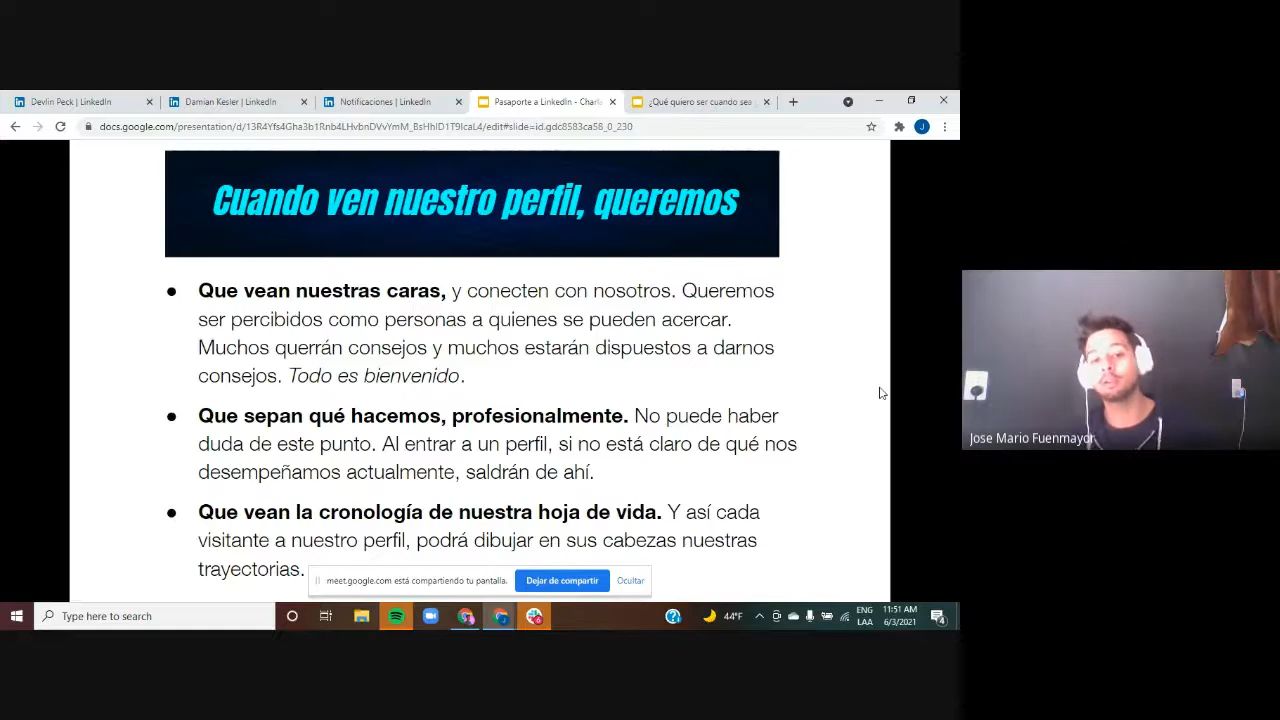 Devlin Peck | LinkedIn
Damian Kesler | LinkedIn
Notificaciones | LinkedIn
Pasaporte a LinkedIn - Charla
¿Qué quiero ser cuando sea
docs.google.com/presentation/d/13R4Yfs4Gha3b1Rnb4LHvbnDVvYmM_BsHhlD1T9IcaL4/edit#slide=id.gdc8583ca58_0_230
J
Cuando ven nuestro perfil, queremos
● Que vean nuestras caras, y conecten con nosotros. Queremos
ser percibidos como personas a quienes se pueden acercar.
Muchos querrán consejos y muchos estarán dispuestos a darnos
consejos. Todo es bienvenido.
● Que sepan qué hacemos, profesionalmente. No puede haber
duda de este punto. Al entrar a un perfil, si no está claro de qué nos
desempeñamos actualmente, saldrán de ahí.
● Que vean la cronología de nuestra hoja de vida. Y así cada
visitante a nuestro perfil, podrá dibujar en sus cabezas nuestras
trayectorias.
meet.google.com está compartiendo tu pantalla.
Dejar de compartir
Ocultar
Jose Mario Fuenmayor
Type here to search
44°F
ENG
LAA
11:51 AM
6/3/2021
4